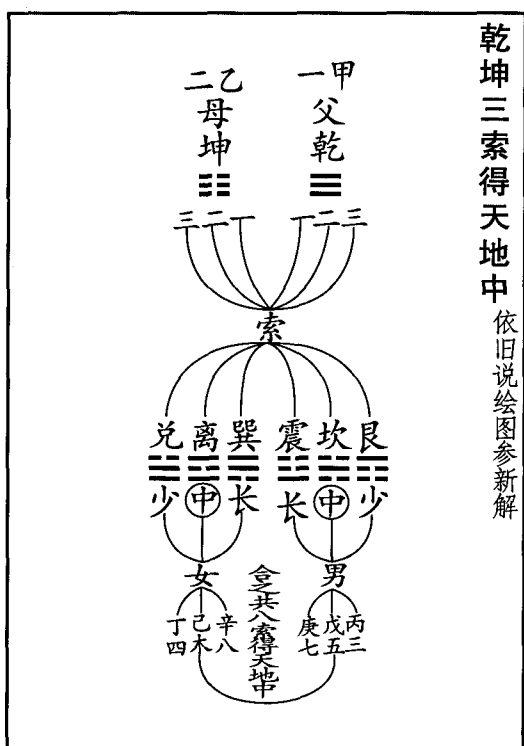 乾坤三索得天地中
依旧说绘图参新解
二乙 一甲
母 父
坤 乾
三 二 一 一 二 三
索
兑 离 巽 震 坎 艮
少 中 长 长 中 少
女 男
合之共八索得天地中
丁 己 辛 庚 戊 丙
四 六 八 七 五 三